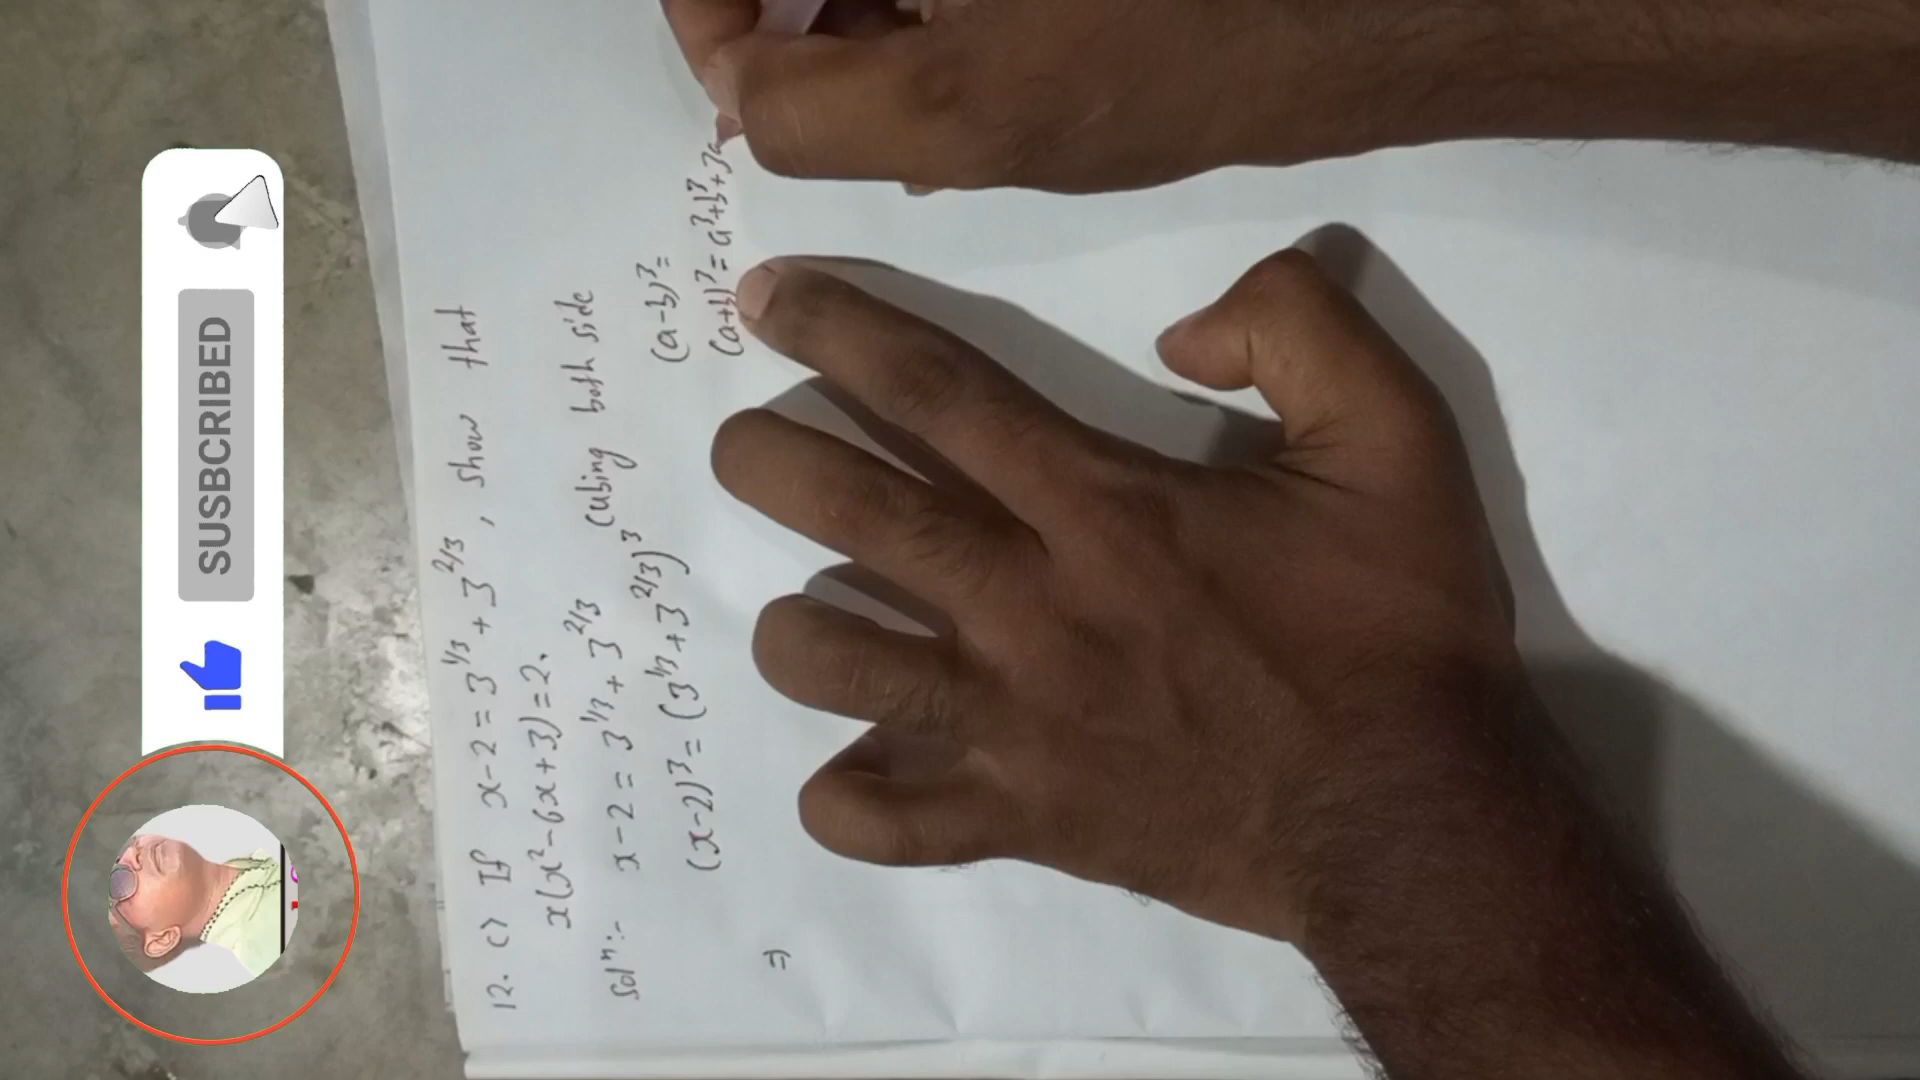 12. c) If x-2 = 3^1/3 + 3^2/3, show that
x(x²-6x+3)=2.
Solⁿ:- x-2 = 3^1/3 + 3^2/3 cubing both side
(x-2)³ = (3^1/3 + 3^2/3)³
(a-b)³ =
(a+b)³ = a³+b³+3a
⇒
SUSBCRIBED